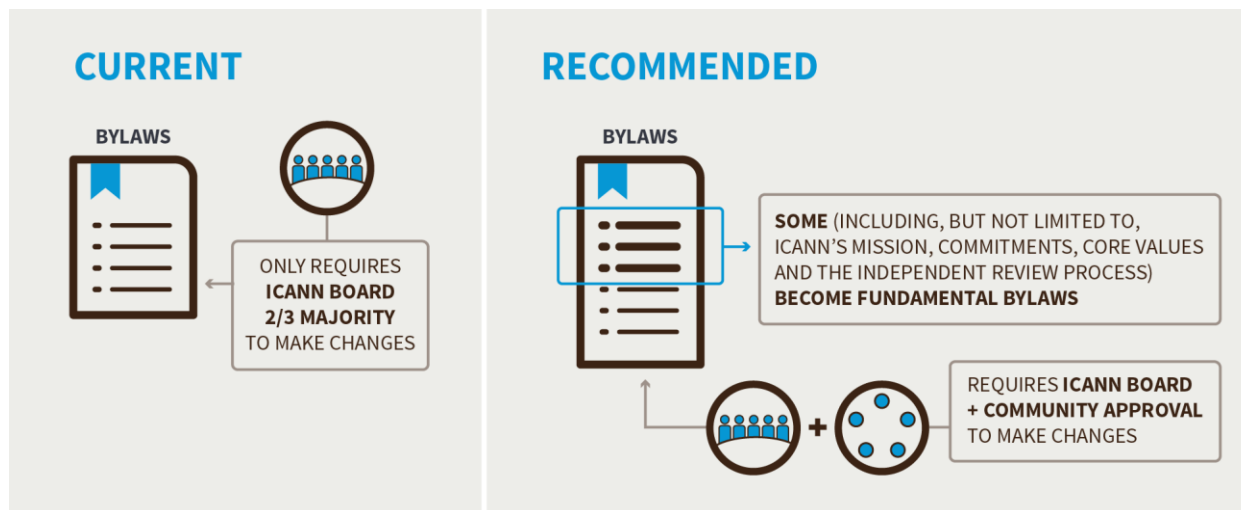 CURRENT
BYLAWS
ONLY REQUIRES
ICANN BOARD
2/3 MAJORITY
TO MAKE CHANGES
RECOMMENDED
BYLAWS
SOME (INCLUDING, BUT NOT LIMITED TO,
ICANN’S MISSION, COMMITMENTS, CORE VALUES
AND THE INDEPENDENT REVIEW PROCESS)
BECOME FUNDAMENTAL BYLAWS
+
REQUIRES ICANN BOARD
+ COMMUNITY APPROVAL
TO MAKE CHANGES